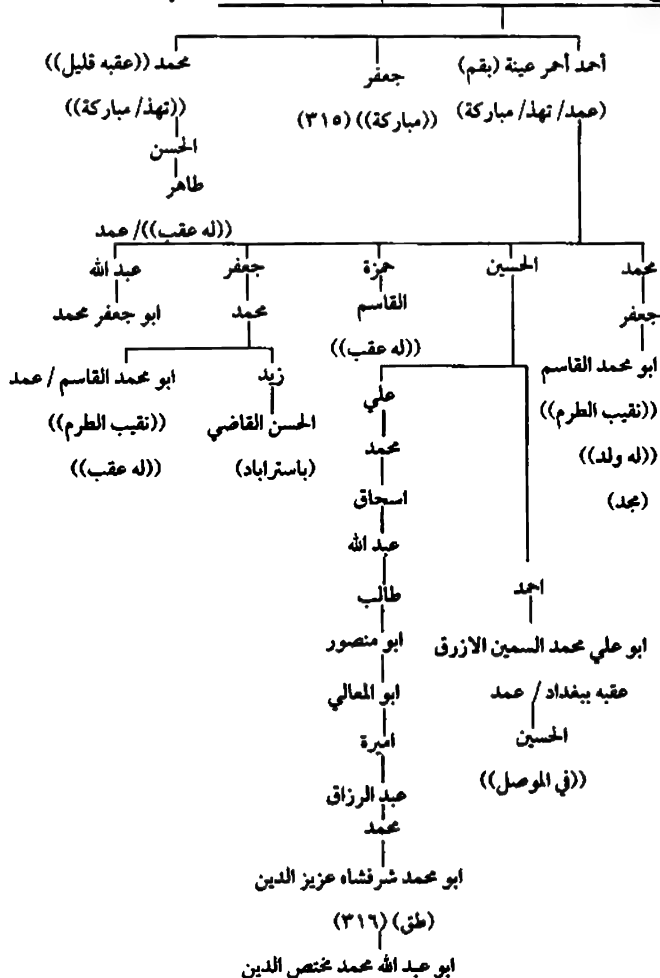 أحمد أحمر عينة (بقم) جعفر محمد ((عقبه قليل))
(عمد/ تهذ/ مباركة) ((مباركة)) (٣١٥) ((تهذ/ مباركة))
الحسن
طاهر
((له عقب))/ عمد
محمد الحسين حمزة جعفر عبد الله
جعفر القاسم محمد ابو جعفر محمد
ابو محمد القاسم ((له عقب)) زيد ابو محمد القاسم / عمد
((نقيب الطرم)) علي الحسن القاضي ((نقيب الطرم))
((له ولد)) محمد (باستراباد) ((له عقب))
(مجد) اسحاق
عبد الله
احمد طالب
ابو علي محمد السمين الازرق ابو منصور
عقبه ببغداد / عمد ابو المعالي
الحسين اميرة
((في الموصل)) عبد الرزاق
محمد
ابو محمد شرفشاه عزيز الدين
(طق) (٣١٦)
ابو عبد الله محمد مختص الدين